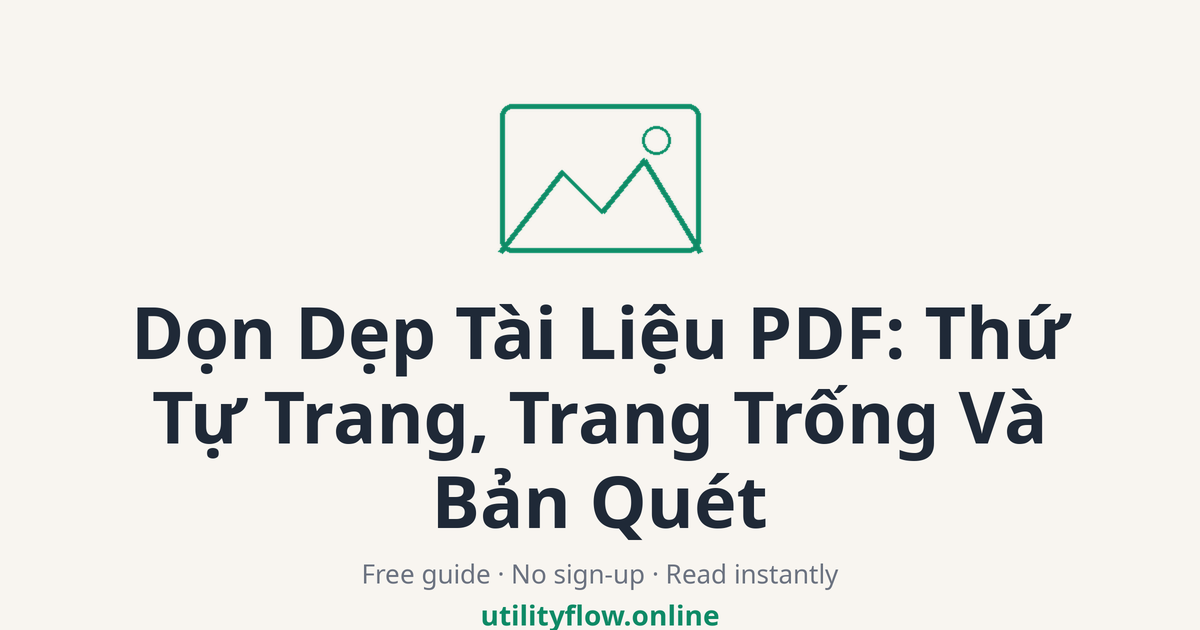 Dọn Dẹp Tài Liệu PDF: Thứ
Tự Trang, Trang Trống Và
Bản Quét
Free guide · No sign-up · Read instantly
utilityflow.online